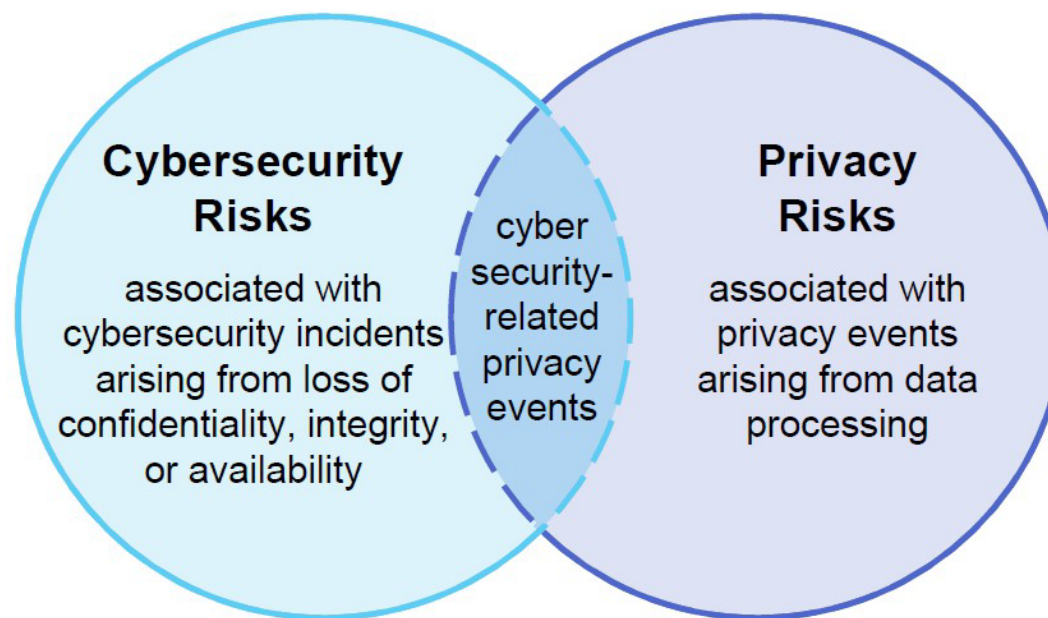 Cybersecurity
Risks
associated with
cybersecurity incidents
arising from loss of
confidentiality, integrity,
or availability
cyber
security-
related
privacy
events
Privacy
Risks
associated with
privacy events
arising from data
processing